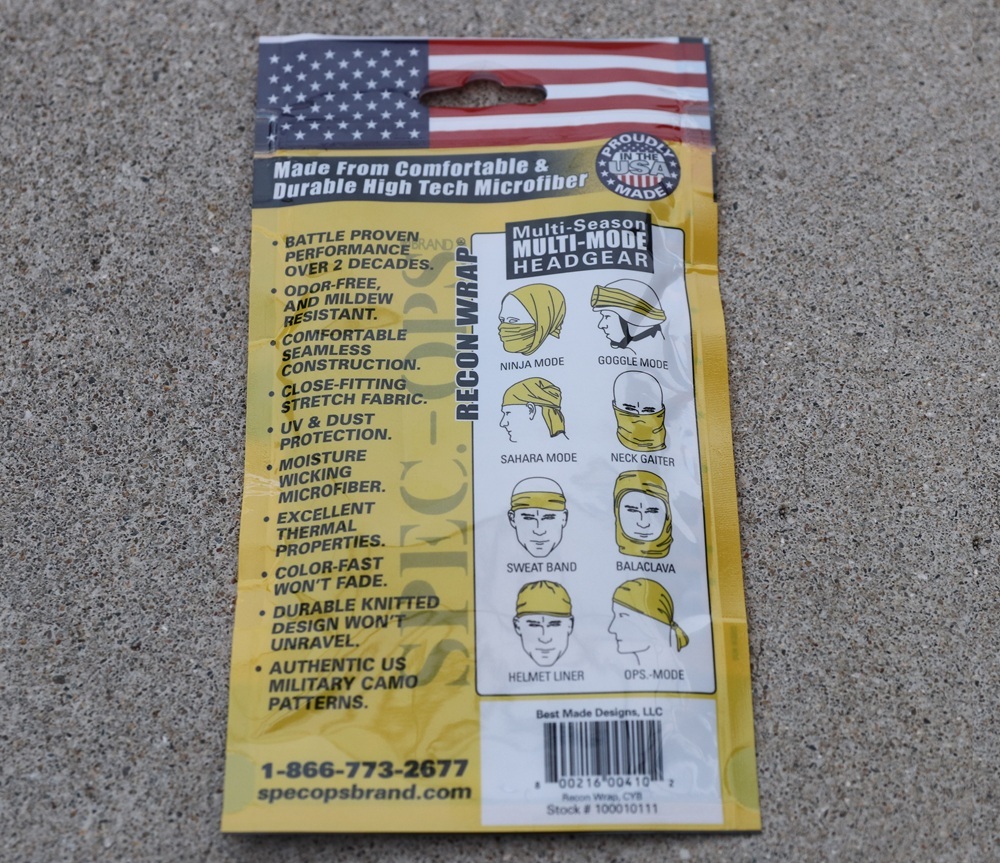 Made From Comfortable &
Durable High Tech Microfiber
PROUDLY
IN THE
USA
MADE
• BATTLE PROVEN
PERFORMANCE
OVER 2 DECADES.
• ODOR-FREE,
AND MILDEW
RESISTANT.
• COMFORTABLE
SEAMLESS
CONSTRUCTION.
• CLOSE-FITTING
STRETCH FABRIC.
• UV & DUST
PROTECTION.
• MOISTURE
WICKING
MICROFIBER.
• EXCELLENT
THERMAL
PROPERTIES.
• COLOR-FAST
WON'T FADE.
• DURABLE KNITTED
DESIGN WON'T
UNRAVEL.
• AUTHENTIC US
MILITARY CAMO
PATTERNS.
1-866-773-2677
specopsbrand.com
SPEC.-OPS
BRAND®
RECON-WRAP
Multi-Season
MULTI-MODE
HEADGEAR
NINJA MODE
GOGGLE MODE
SAHARA MODE
NECK GAITER
SWEAT BAND
BALACLAVA
HELMET LINER
OPS.-MODE
Best Made Designs, LLC
8 00216 00410 2
Recon Wrap, CYB
Stock # 100010111